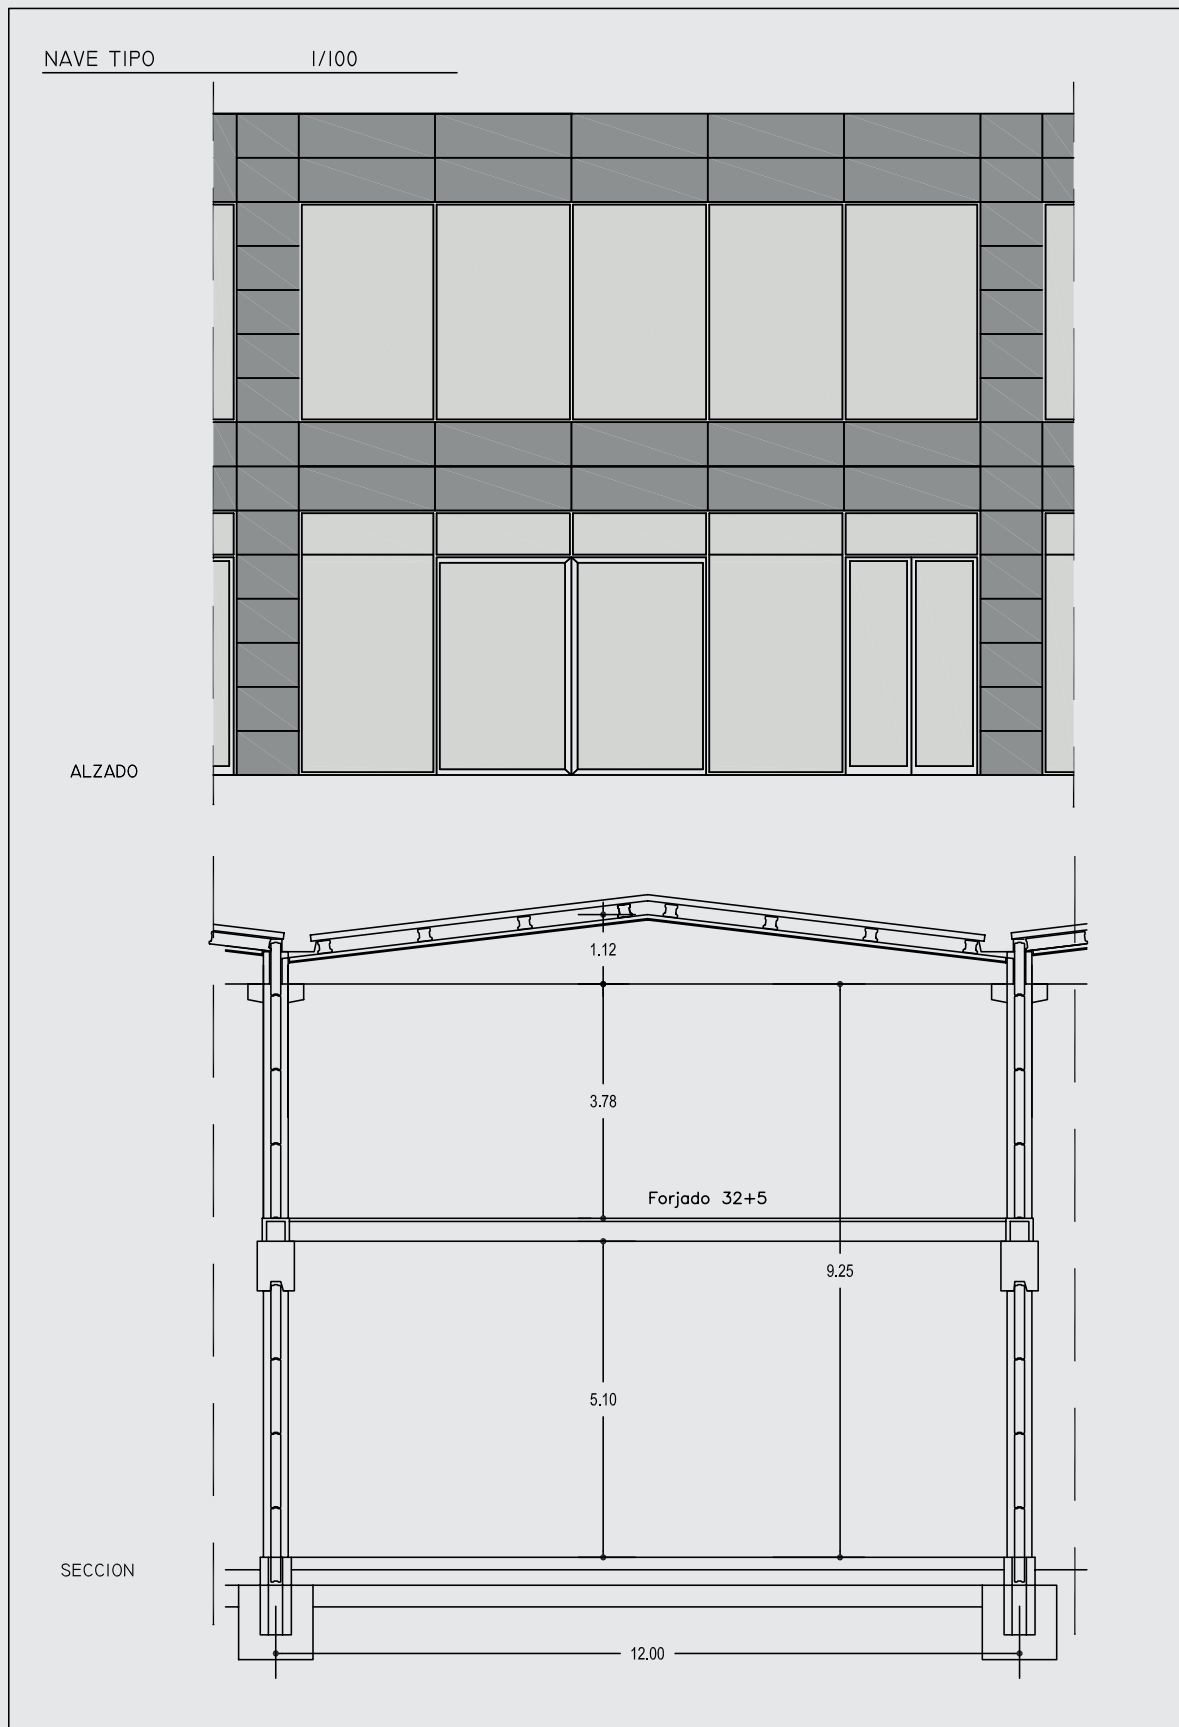 NAVE TIPO 1/100
ALZADO
1.12
3.78
Forjado 32+5
9.25
5.10
SECCION
12.00